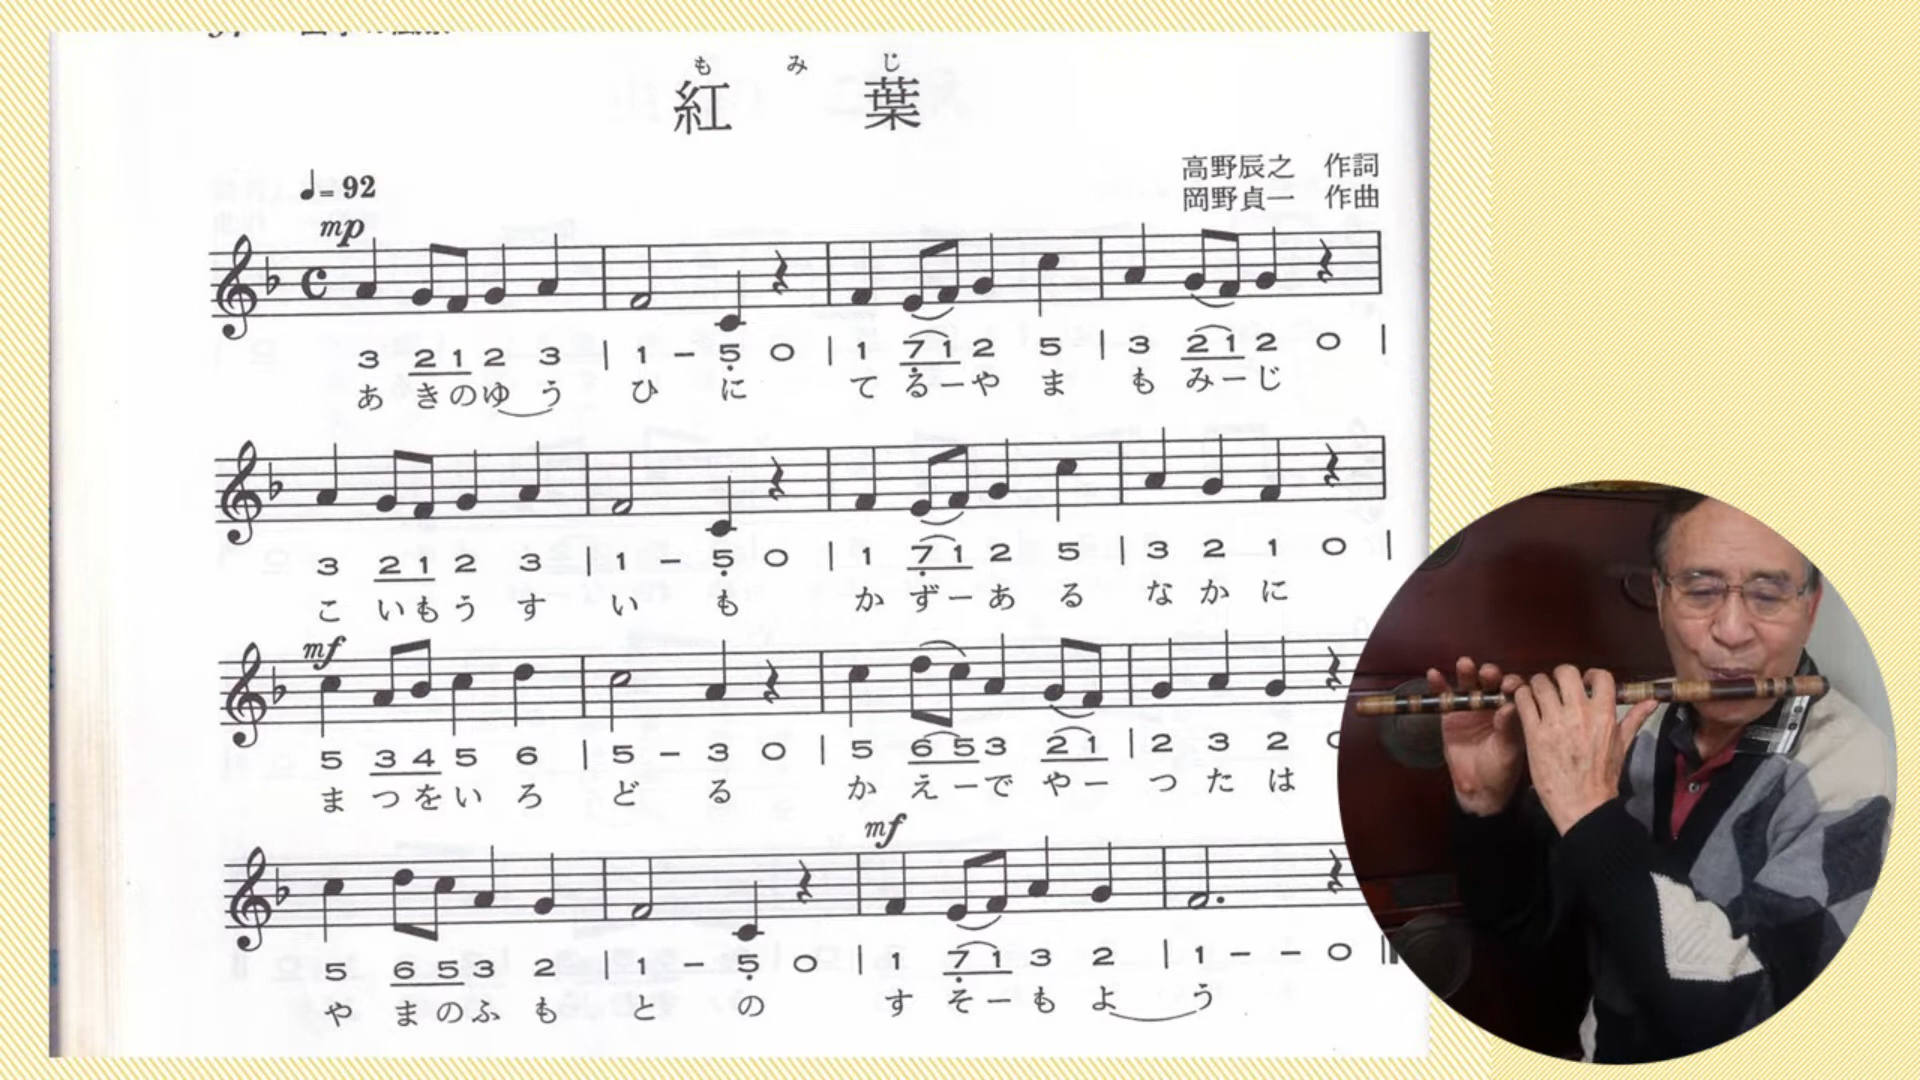 紅葉
もみじ
高野辰之 作詞
岡野貞一 作曲
♩= 92
mp
3 2 1 2 3 | 1 − 5 0 | 1 7 1 2 5 | 3 2 1 2 0 |
あ きのゆ う ひ に て るーや ま も みーじ
3 2 1 2 3 | 1 − 5 0 | 1 7 1 2 5 | 3 2 1 0 |
こ いもう す い も か ずーあ る な か に
mf
5 3 4 5 6 | 5 − 3 0 | 5 6 5 3 2 1 | 2 3 2
ま つをい ろ ど る か えーで やー つ た は
mf
5 6 5 3 2 | 1 − 5 0 | 1 7 1 3 2 | 1 − − 0 ‖
や まのふ も と の す そーも よ う